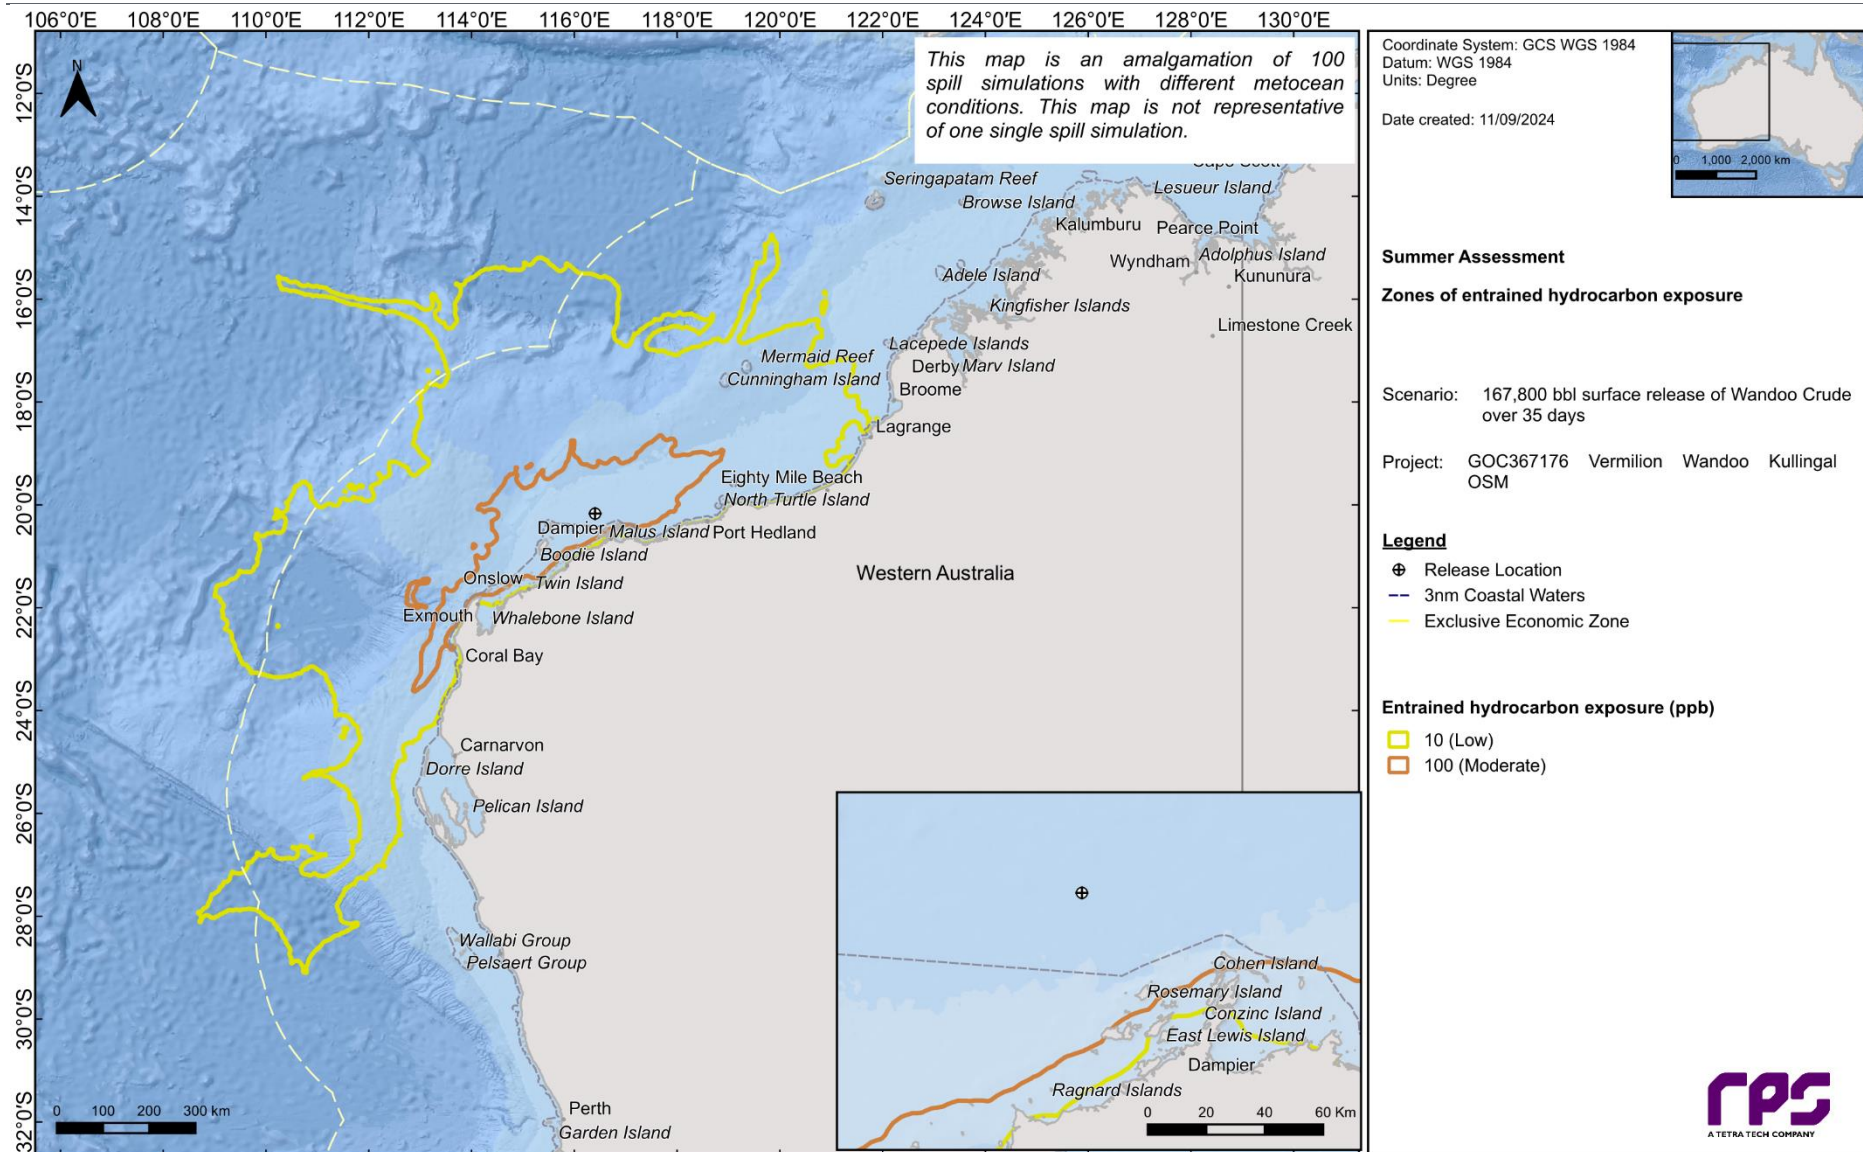 106°0'E 108°0'E 110°0'E 112°0'E 114°0'E 116°0'E 118°0'E 120°0'E 122°0'E 124°0'E 126°0'E 128°0'E 130°0'E
12°0'S
14°0'S
16°0'S
18°0'S
20°0'S
22°0'S
24°0'S
26°0'S
28°0'S
30°0'S
32°0'S
N
This map is an amalgamation of 100
spill simulations with different metocean
conditions. This map is not representative
of one single spill simulation.
Seringapatam Reef
Lesueur Island
Browse Island
Kalumburu
Pearce Point
Wyndham
Adolphus Island
Kununura
Adele Island
Kingfisher Islands
Limestone Creek
Lacepede Islands
Mermaid Reef
Derby
Marv Island
Cunningham Island
Broome
Lagrange
Eighty Mile Beach
North Turtle Island
Dampier
Malus Island
Port Hedland
Boodie Island
Onslow
Twin Island
Western Australia
Exmouth
Whalebone Island
Coral Bay
Carnarvon
Dorre Island
Pelican Island
Wallabi Group
Pelsaert Group
Perth
Garden Island
0 100 200 300 km
Cohen Island
Rosemary Island
Conzinc Island
East Lewis Island
Dampier
Ragnard Islands
0 20 40 60 Km
Coordinate System: GCS WGS 1984
Datum: WGS 1984
Units: Degree
Date created: 11/09/2024
0 1,000 2,000 km
Summer Assessment
Zones of entrained hydrocarbon exposure
Scenario: 167,800 bbl surface release of Wandoo Crude
over 35 days
Project: GOC367176 Vermilion Wandoo Kullingal
OSM
Legend
Release Location
3nm Coastal Waters
Exclusive Economic Zone
Entrained hydrocarbon exposure (ppb)
10 (Low)
100 (Moderate)
rps
A TETRA TECH COMPANY